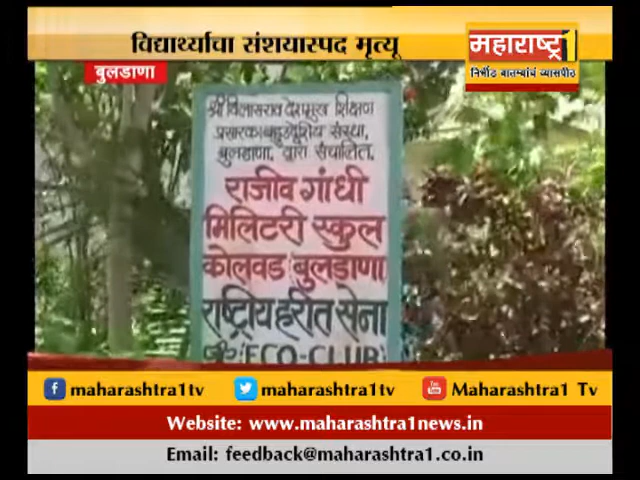 विद्यार्थ्याचा संशयास्पद मृत्यू
महाराष्ट्र1
निर्भीड बातम्यांचं व्यासपीठ
बुलडाणा
श्री विलासराव देशमुख शिक्षण
प्रसारक बहुउद्देशिय संस्था,
बुलडाणा, द्वारा संचालित,
राजीव गांधी
मिलिटरी स्कुल
कोलवड बुलडाणा
राष्ट्रीय हरीत सेना
(ECO-CLUB)
maharashtra1tv maharashtra1tv Maharashtra1 Tv
Website: www.maharashtra1news.in
Email: feedback@maharashtra1.co.in